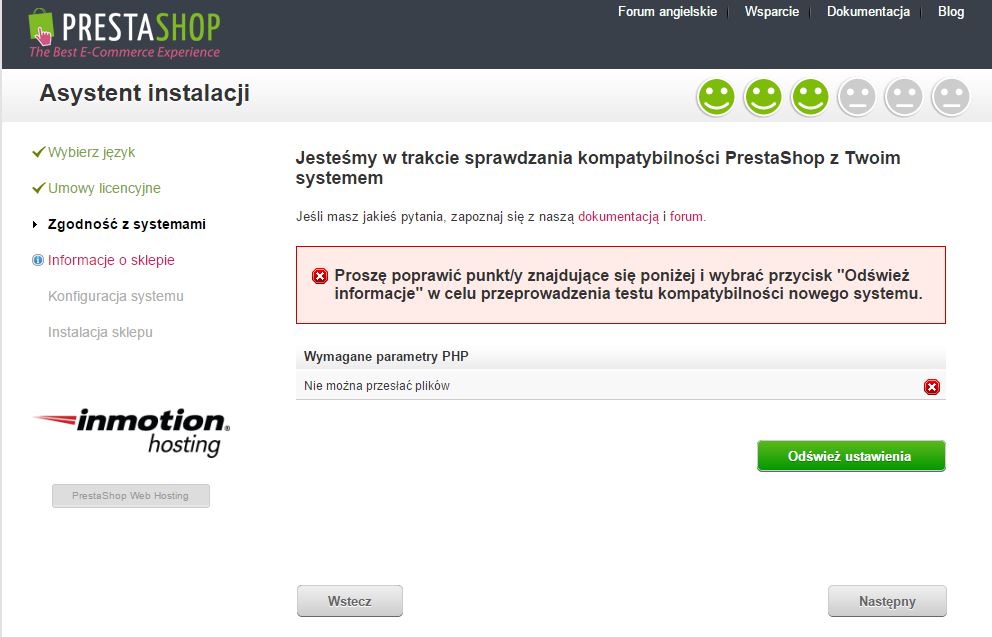 PRESTASHOP
The Best E-Commerce Experience
Forum angielskie
Wsparcie
Dokumentacja
Blog
Asystent instalacji
Wybierz język
Umowy licencyjne
Zgodność z systemami
Informacje o sklepie
Konfiguracja systemu
Instalacja sklepu
inmotion®
hosting
PrestaShop Web Hosting
Jesteśmy w trakcie sprawdzania kompatybilności PrestaShop z Twoim
systemem
Jeśli masz jakieś pytania, zapoznaj się z naszą dokumentacją i forum.
Proszę poprawić punkt/y znajdujące się poniżej i wybrać przycisk "Odśwież
informacje" w celu przeprowadzenia testu kompatybilności nowego systemu.
Wymagane parametry PHP
Nie można przesłać plików
Odśwież ustawienia
Wstecz
Następny